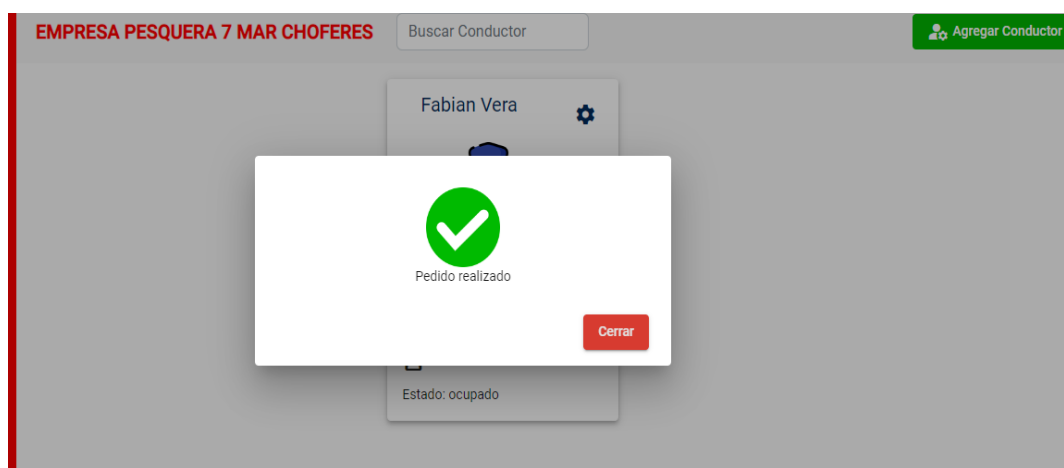 EMPRESA PESQUERA 7 MAR CHOFERES
Buscar Conductor
Agregar Conductor
Fabian Vera
Pedido realizado
Cerrar
Estado: ocupado